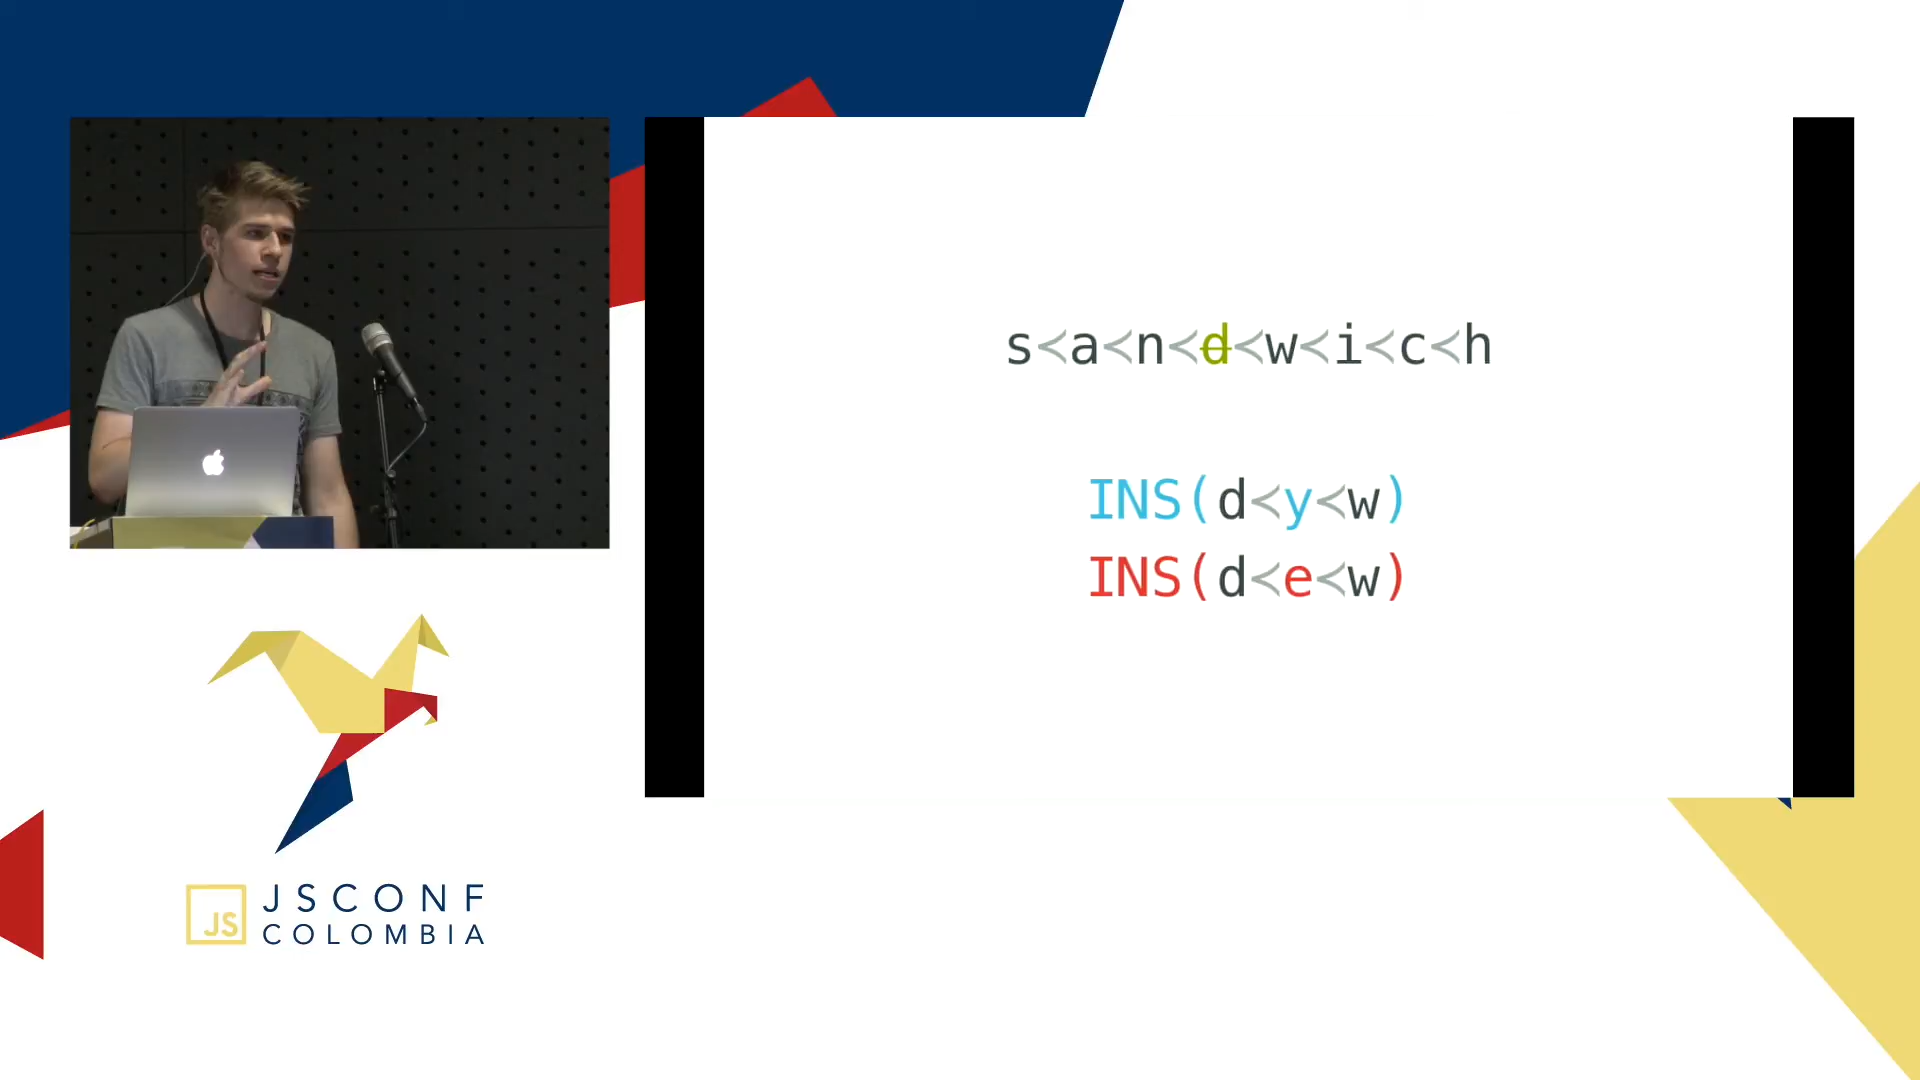 s≺a≺n≺d≺w≺i≺c≺h
INS(d≺y≺w)
INS(d≺e≺w)
JS
JSCONF
COLOMBIA